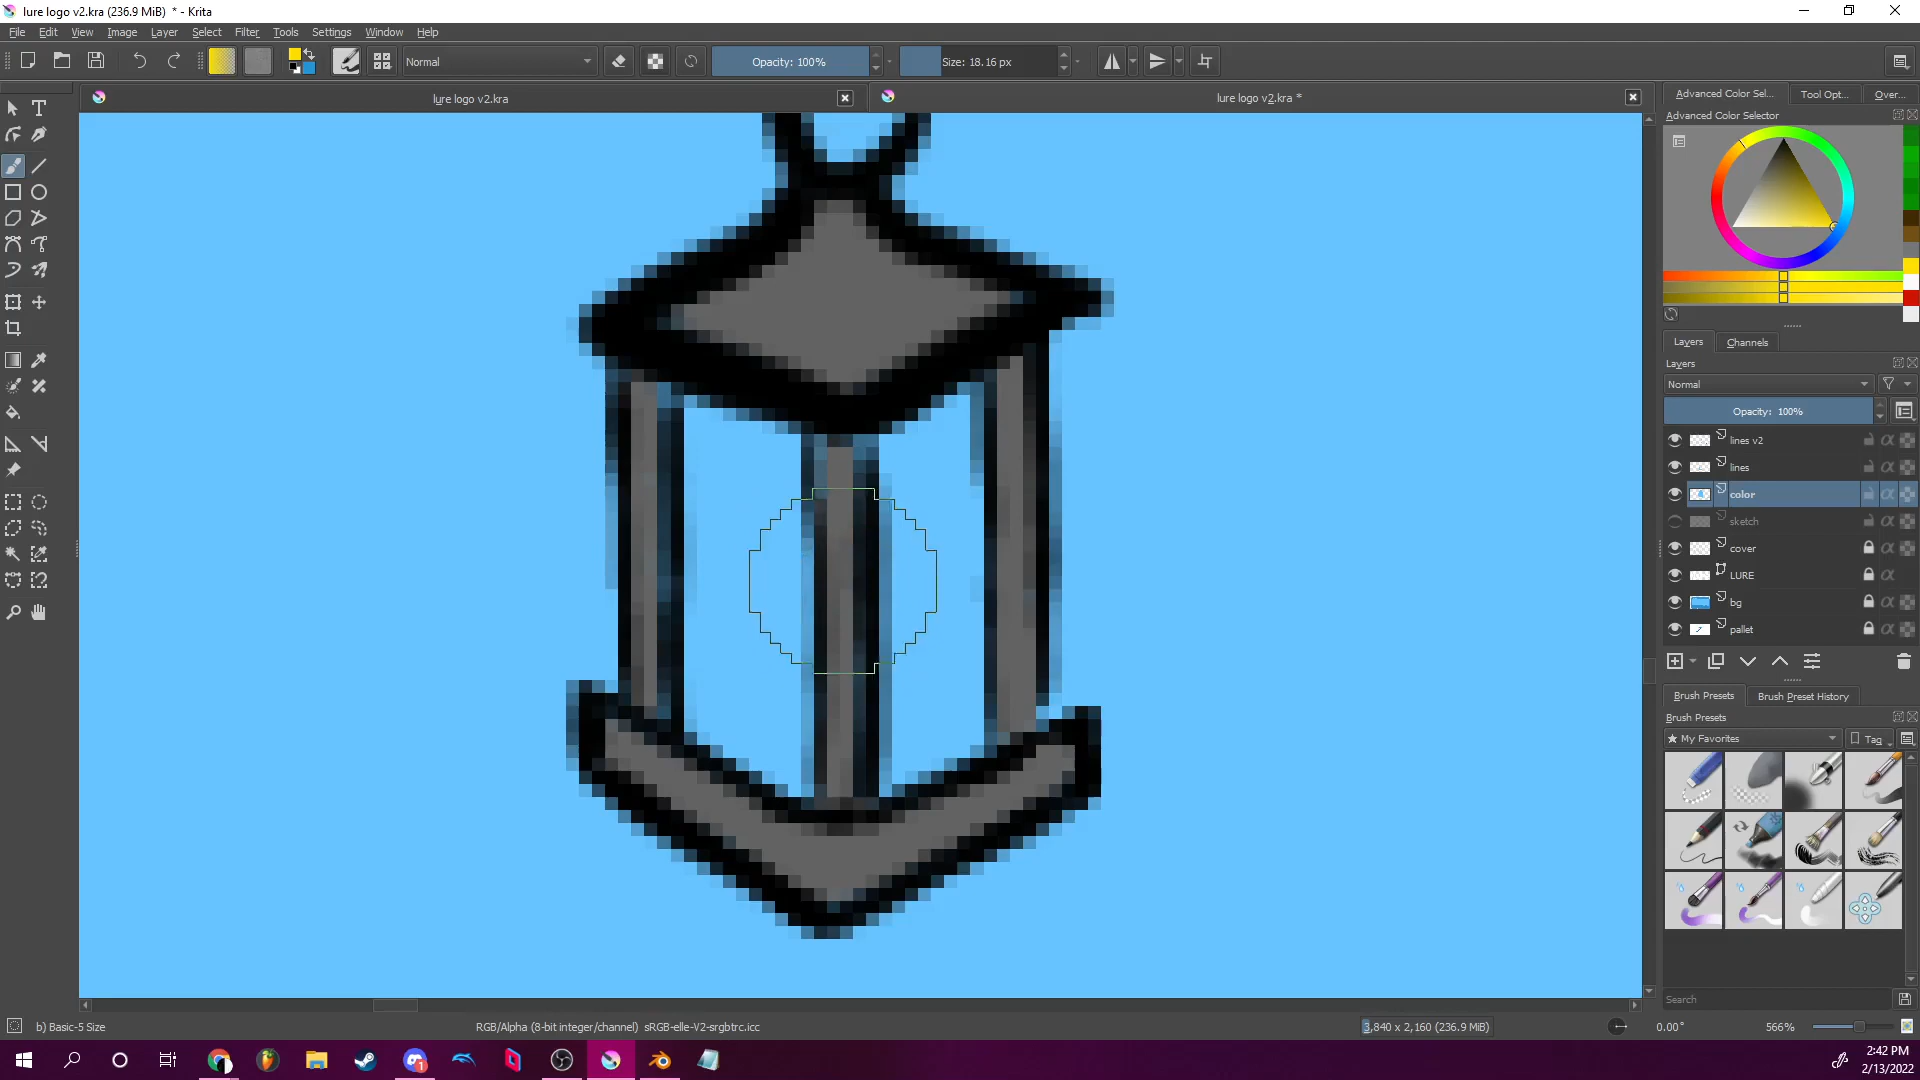 lure logo v2.kra (236.9 MiB)  * - Krita
File Edit View Image Layer Select Filter Tools Settings Window Help
Normal Opacity: 100% Size: 18.16 px
lure logo v2.kra lure logo v2.kra *
Advanced Color Sel... Tool Opt... Over...
Advanced Color Selector
Layers Channels
Layers
Normal
Opacity: 100%
lines v2
lines
color
sketch
cover
LURE
bg
pallet
Brush Presets Brush Preset History
Brush Presets
My Favorites Tag
Search
b) Basic-5 Size RGB/Alpha (8-bit integer/channel)  sRGB-elle-V2-srgbtrc.icc 3,840 x 2,160 (236.9 MiB) 0.00° 566%
2:42 PM
2/13/2022